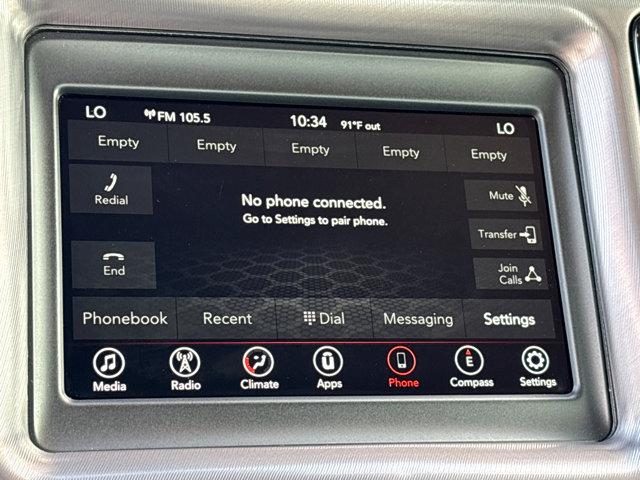 LO FM 105.5 10:34 91°F out LO
Empty Empty Empty Empty Empty
No phone connected.
Go to Settings to pair phone.
Redial
Mute
Transfer
End
Join
Calls
Phonebook Recent Dial Messaging Settings
E
Media Radio Climate Apps Phone Compass Settings